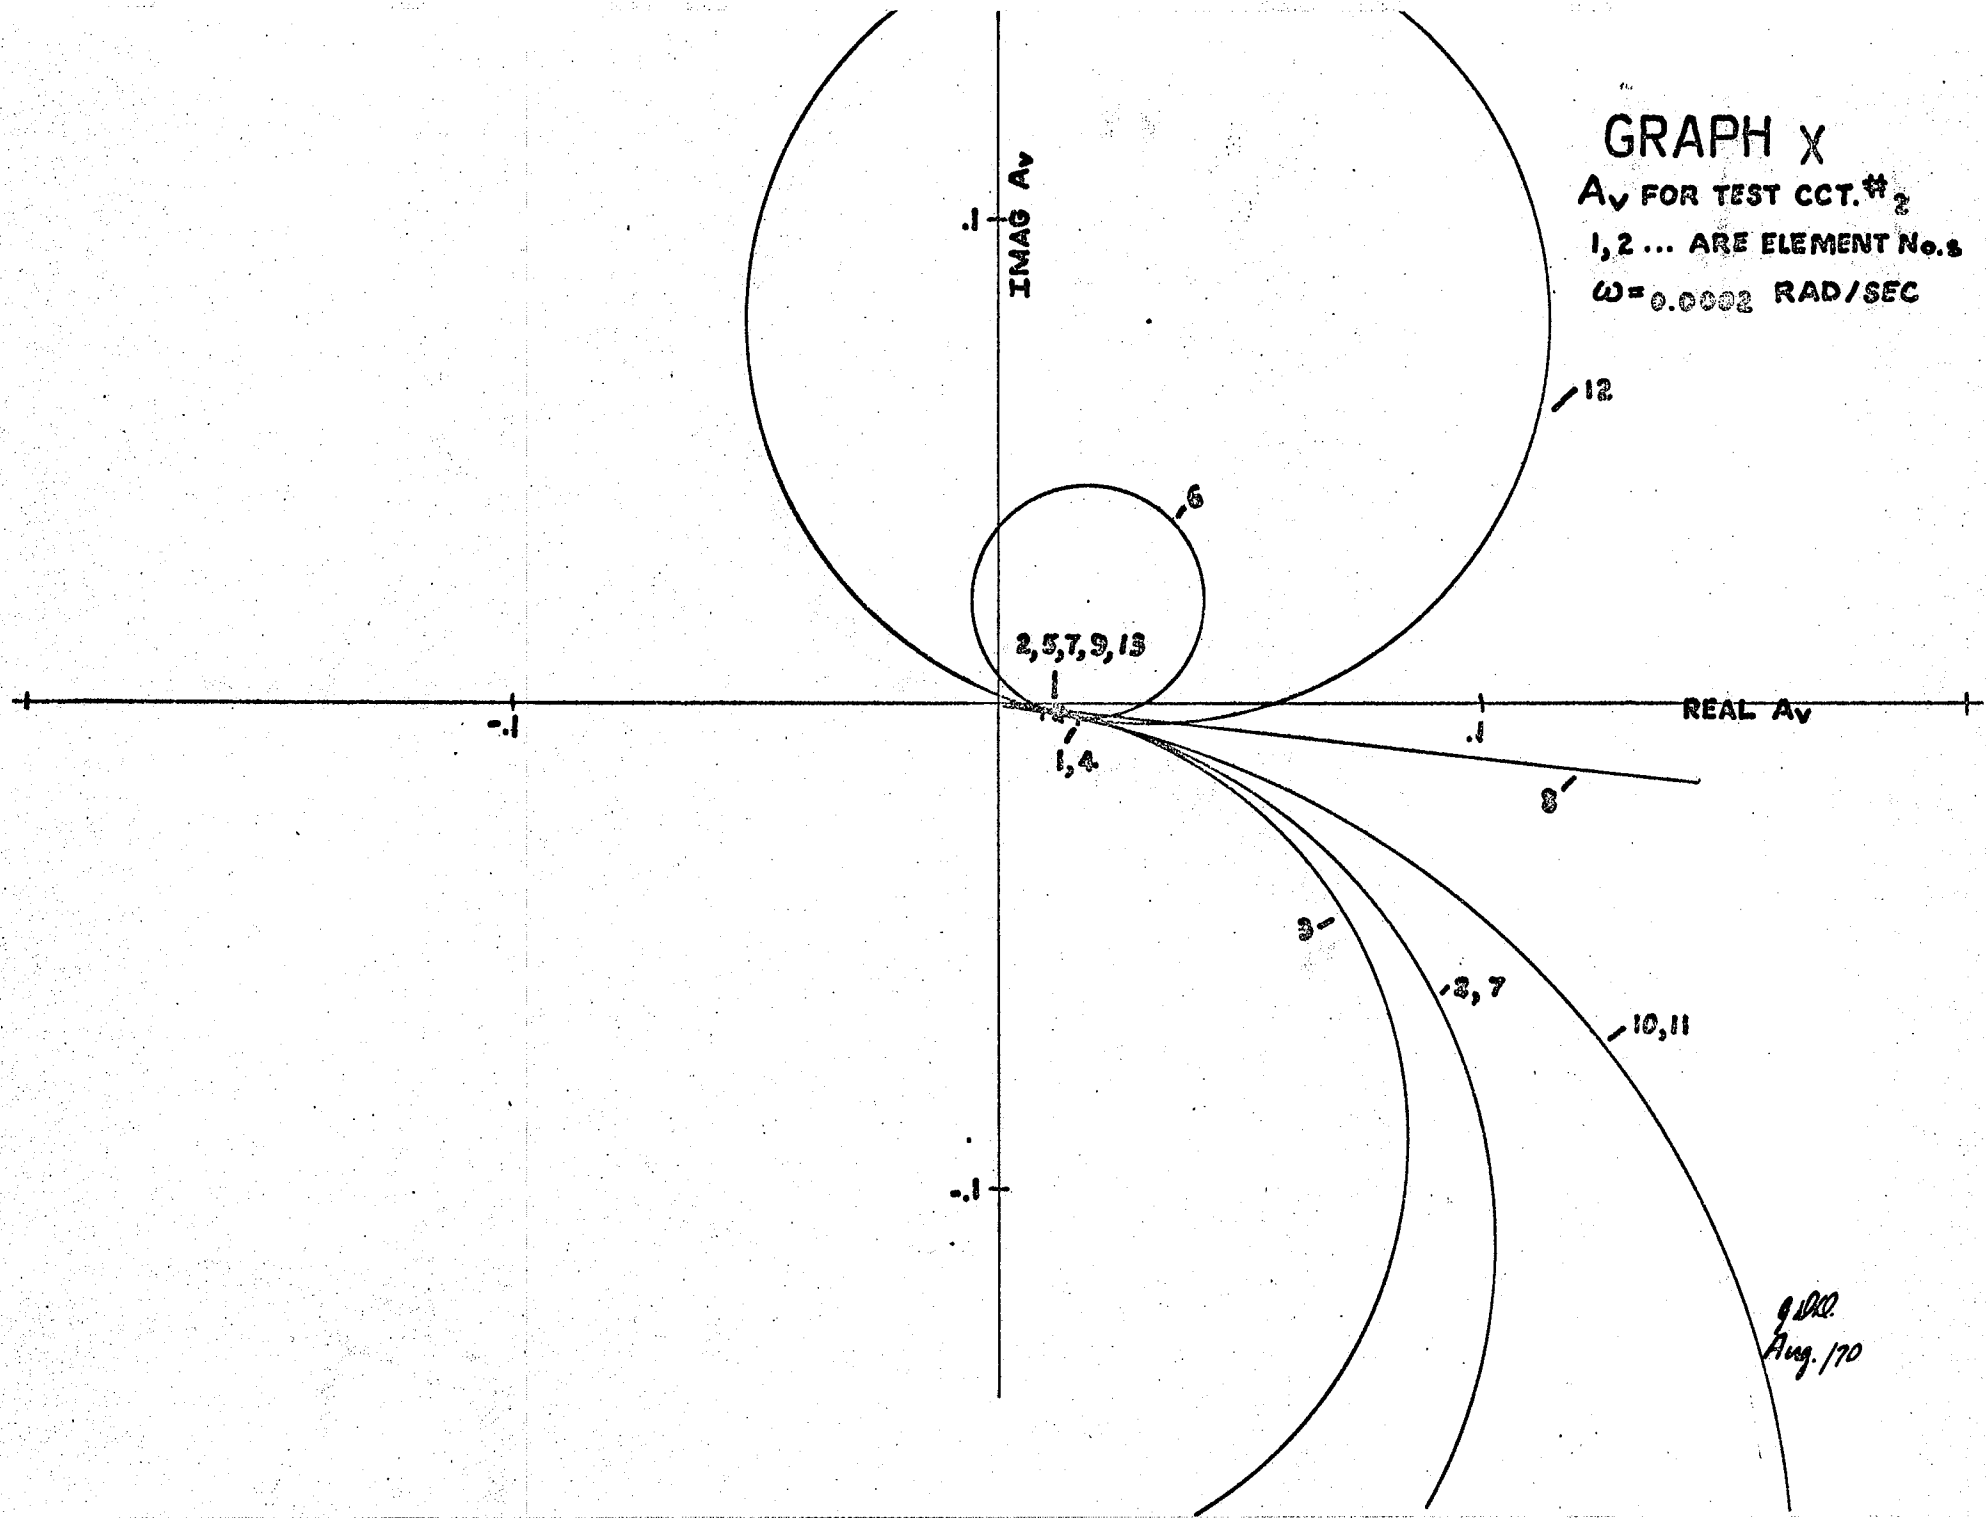 GRAPH X
Av FOR TEST CCT. #2
1, 2 ... ARE ELEMENT No.s
ω = 0.0002 RAD/SEC
IMAG Av
.1
12
6
2, 5, 7, 9, 13
-.1
1, 4
.1
REAL Av
8
3
2, 7
10, 11
-.1
Aug. /70